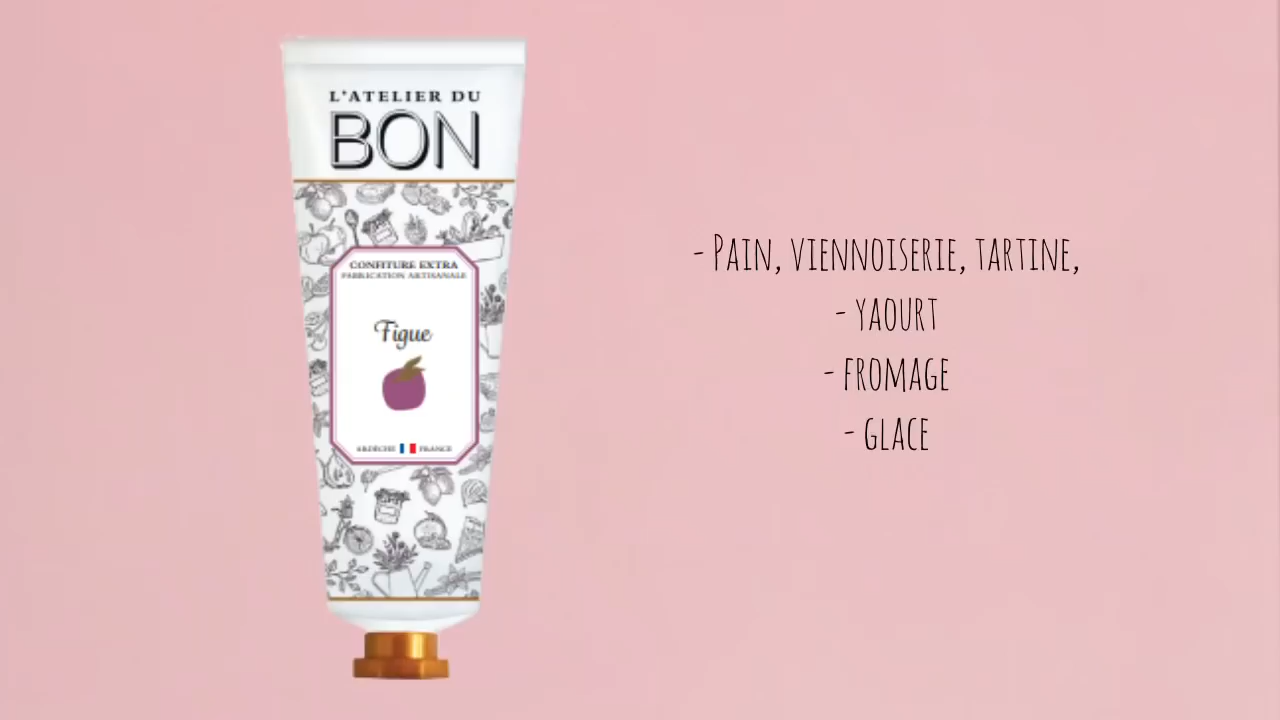 L'ATELIER DU
BON
CONFITURE EXTRA
FABRICATION ARTISANALE
Figue
ARDÈCHE FRANCE
- PAIN, VIENNOISERIE, TARTINE,
- YAOURT
- FROMAGE
- GLACE